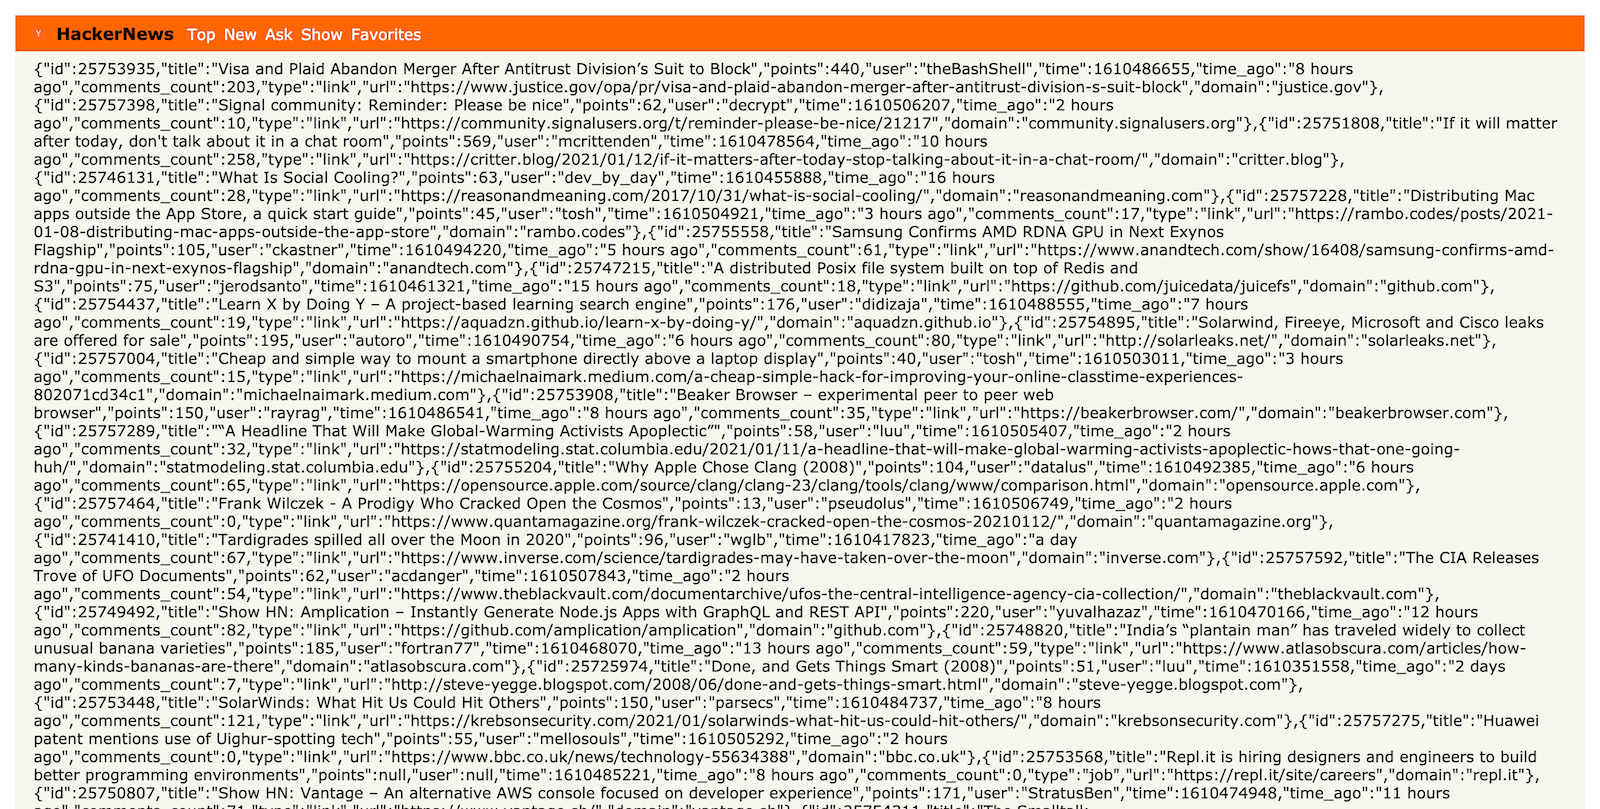 Y HackerNews Top New Ask Show Favorites
{"id":25753935,"title":"Visa and Plaid Abandon Merger After Antitrust Division’s Suit to Block","points":440,"user":"theBashShell","time":1610486655,"time_ago":"8 hours
ago","comments_count":203,"type":"link","url":"https://www.justice.gov/opa/pr/visa-and-plaid-abandon-merger-after-antitrust-division-s-suit-block","domain":"justice.gov"},
{"id":25757398,"title":"Signal community: Reminder: Please be nice","points":62,"user":"decrypt","time":1610506207,"time_ago":"2 hours
ago","comments_count":10,"type":"link","url":"https://community.signalusers.org/t/reminder-please-be-nice/21217","domain":"community.signalusers.org"},{"id":25751808,"title":"If it will matter
after today, don't talk about it in a chat room","points":569,"user":"mcrittenden","time":1610478564,"time_ago":"10 hours
ago","comments_count":258,"type":"link","url":"https://critter.blog/2021/01/12/if-it-matters-after-today-stop-talking-about-it-in-a-chat-room/","domain":"critter.blog"},
{"id":25746131,"title":"What Is Social Cooling?","points":63,"user":"dev_by_day","time":1610455888,"time_ago":"16 hours
ago","comments_count":28,"type":"link","url":"https://reasonandmeaning.com/2017/10/31/what-is-social-cooling/","domain":"reasonandmeaning.com"},{"id":25757228,"title":"Distributing Mac
apps outside the App Store, a quick start guide","points":45,"user":"tosh","time":1610504921,"time_ago":"3 hours ago","comments_count":17,"type":"link","url":"https://rambo.codes/posts/2021-
01-08-distributing-mac-apps-outside-the-app-store","domain":"rambo.codes"},{"id":25755558,"title":"Samsung Confirms AMD RDNA GPU in Next Exynos
Flagship","points":105,"user":"ckastner","time":1610494220,"time_ago":"5 hours ago","comments_count":61,"type":"link","url":"https://www.anandtech.com/show/16408/samsung-confirms-amd-
rdna-gpu-in-next-exynos-flagship","domain":"anandtech.com"},{"id":25747215,"title":"A distributed Posix file system built on top of Redis and
S3","points":75,"user":"jerodsanto","time":1610461321,"time_ago":"15 hours ago","comments_count":18,"type":"link","url":"https://github.com/juicedata/juicefs","domain":"github.com"},
{"id":25754437,"title":"Learn X by Doing Y – A project-based learning search engine","points":176,"user":"didizaja","time":1610488555,"time_ago":"7 hours
ago","comments_count":19,"type":"link","url":"https://aquadzn.github.io/learn-x-by-doing-y/","domain":"aquadzn.github.io"},{"id":25754895,"title":"Solarwind, Fireeye, Microsoft and Cisco leaks
are offered for sale","points":195,"user":"autoro","time":1610490754,"time_ago":"6 hours ago","comments_count":80,"type":"link","url":"http://solarleaks.net/","domain":"solarleaks.net"},
{"id":25757004,"title":"Cheap and simple way to mount a smartphone directly above a laptop display","points":40,"user":"tosh","time":1610503011,"time_ago":"3 hours
ago","comments_count":15,"type":"link","url":"https://michaelnaimark.medium.com/a-cheap-simple-hack-for-improving-your-online-classtime-experiences-
802071cd34c1","domain":"michaelnaimark.medium.com"},{"id":25753908,"title":"Beaker Browser – experimental peer to peer web
browser","points":150,"user":"rayrag","time":1610486541,"time_ago":"8 hours ago","comments_count":35,"type":"link","url":"https://beakerbrowser.com/","domain":"beakerbrowser.com"},
{"id":25757289,"title":"“A Headline That Will Make Global-Warming Activists Apoplectic”","points":58,"user":"luu","time":1610505407,"time_ago":"2 hours
ago","comments_count":32,"type":"link","url":"https://statmodeling.stat.columbia.edu/2021/01/11/a-headline-that-will-make-global-warming-activists-apoplectic-hows-that-one-going-
huh/","domain":"statmodeling.stat.columbia.edu"},{"id":25755204,"title":"Why Apple Chose Clang (2008)","points":104,"user":"datalus","time":1610492385,"time_ago":"6 hours
ago","comments_count":65,"type":"link","url":"https://opensource.apple.com/source/clang/clang-23/clang/tools/clang/www/comparison.html","domain":"opensource.apple.com"},
{"id":25757464,"title":"Frank Wilczek - A Prodigy Who Cracked Open the Cosmos","points":13,"user":"pseudolus","time":1610506749,"time_ago":"2 hours
ago","comments_count":0,"type":"link","url":"https://www.quantamagazine.org/frank-wilczek-cracked-open-the-cosmos-20210112/","domain":"quantamagazine.org"},
{"id":25741410,"title":"Tardigrades spilled all over the Moon in 2020","points":96,"user":"wglb","time":1610417823,"time_ago":"a day
ago","comments_count":67,"type":"link","url":"https://www.inverse.com/science/tardigrades-may-have-taken-over-the-moon","domain":"inverse.com"},{"id":25757592,"title":"The CIA Releases
Trove of UFO Documents","points":62,"user":"acdanger","time":1610507843,"time_ago":"2 hours
ago","comments_count":54,"type":"link","url":"https://www.theblackvault.com/documentarchive/ufos-the-central-intelligence-agency-cia-collection/","domain":"theblackvault.com"},
{"id":25749492,"title":"Show HN: Amplication – Instantly Generate Node.js Apps with GraphQL and REST API","points":220,"user":"yuvalhazaz","time":1610470166,"time_ago":"12 hours
ago","comments_count":82,"type":"link","url":"https://github.com/amplication/amplication","domain":"github.com"},{"id":25748820,"title":"India’s “plantain man” has traveled widely to collect
unusual banana varieties","points":185,"user":"fortran77","time":1610468070,"time_ago":"13 hours ago","comments_count":59,"type":"link","url":"https://www.atlasobscura.com/articles/how-
many-kinds-bananas-are-there","domain":"atlasobscura.com"},{"id":25725974,"title":"Done, and Gets Things Smart (2008)","points":51,"user":"luu","time":1610351558,"time_ago":"2 days
ago","comments_count":7,"type":"link","url":"http://steve-yegge.blogspot.com/2008/06/done-and-gets-things-smart.html","domain":"steve-yegge.blogspot.com"},
{"id":25753448,"title":"SolarWinds: What Hit Us Could Hit Others","points":150,"user":"parsecs","time":1610484737,"time_ago":"8 hours
ago","comments_count":121,"type":"link","url":"https://krebsonsecurity.com/2021/01/solarwinds-what-hit-us-could-hit-others/","domain":"krebsonsecurity.com"},{"id":25757275,"title":"Huawei
patent mentions use of Uighur-spotting tech","points":55,"user":"mellosouls","time":1610505292,"time_ago":"2 hours
ago","comments_count":0,"type":"link","url":"https://www.bbc.co.uk/news/technology-55634388","domain":"bbc.co.uk"},{"id":25753568,"title":"Repl.it is hiring designers and engineers to build
better programming environments","points":null,"user":null,"time":1610485221,"time_ago":"8 hours ago","comments_count":0,"type":"job","url":"https://repl.it/site/careers","domain":"repl.it"},
{"id":25750807,"title":"Show HN: Vantage – An alternative AWS console focused on developer experience","points":171,"user":"StratusBen","time":1610474948,"time_ago":"11 hours